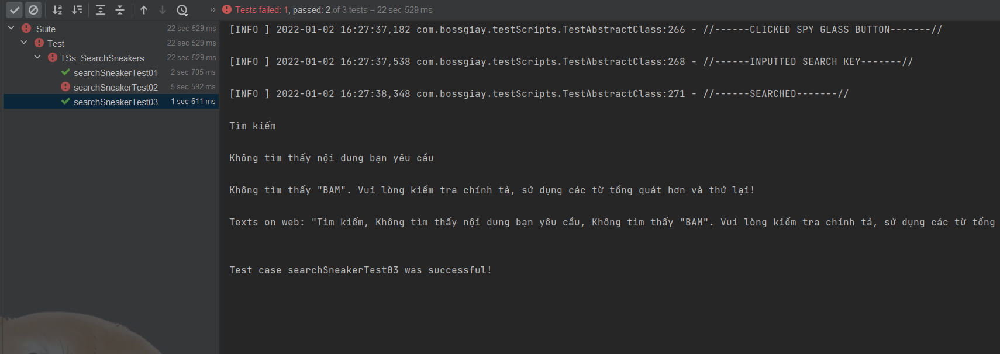 Tests failed: 1, passed: 2 of 3 tests – 22 sec 529 ms
Suite 22 sec 529 ms
Test 22 sec 529 ms
TSs_SearchSneakers 22 sec 529 ms
searchSneakerTest01 2 sec 705 ms
searchSneakerTest02 5 sec 592 ms
searchSneakerTest03 1 sec 611 ms
[INFO ] 2022-01-02 16:27:37,182 com.bossgiay.testScripts.TestAbstractClass:266 - //------CLICKED SPY GLASS BUTTON-------//
[INFO ] 2022-01-02 16:27:37,538 com.bossgiay.testScripts.TestAbstractClass:268 - //------INPUTTED SEARCH KEY-------//
[INFO ] 2022-01-02 16:27:38,348 com.bossgiay.testScripts.TestAbstractClass:271 - //------SEARCHED-------//
Tìm kiếm
Không tìm thấy nội dung bạn yêu cầu
Không tìm thấy "BAM". Vui lòng kiểm tra chính tả, sử dụng các từ tổng quát hơn và thử lại!
Texts on web: "Tìm kiếm, Không tìm thấy nội dung bạn yêu cầu, Không tìm thấy "BAM". Vui lòng kiểm tra chính tả, sử dụng các từ tổng
Test case searchSneakerTest03 was successful!